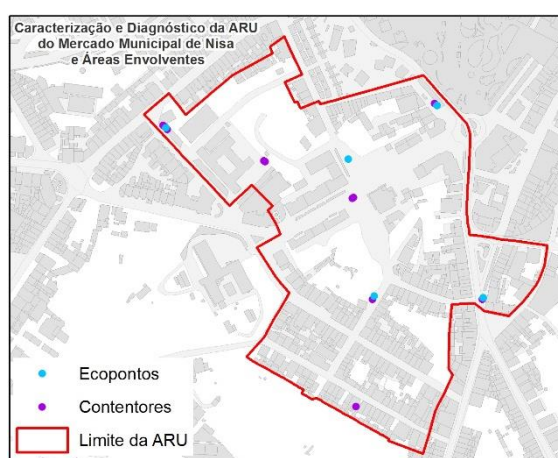 Caracterização e Diagnóstico da ARU
do Mercado Municipal de Nisa
e Áreas Envolventes
Ecopontos
Contentores
Limite da ARU